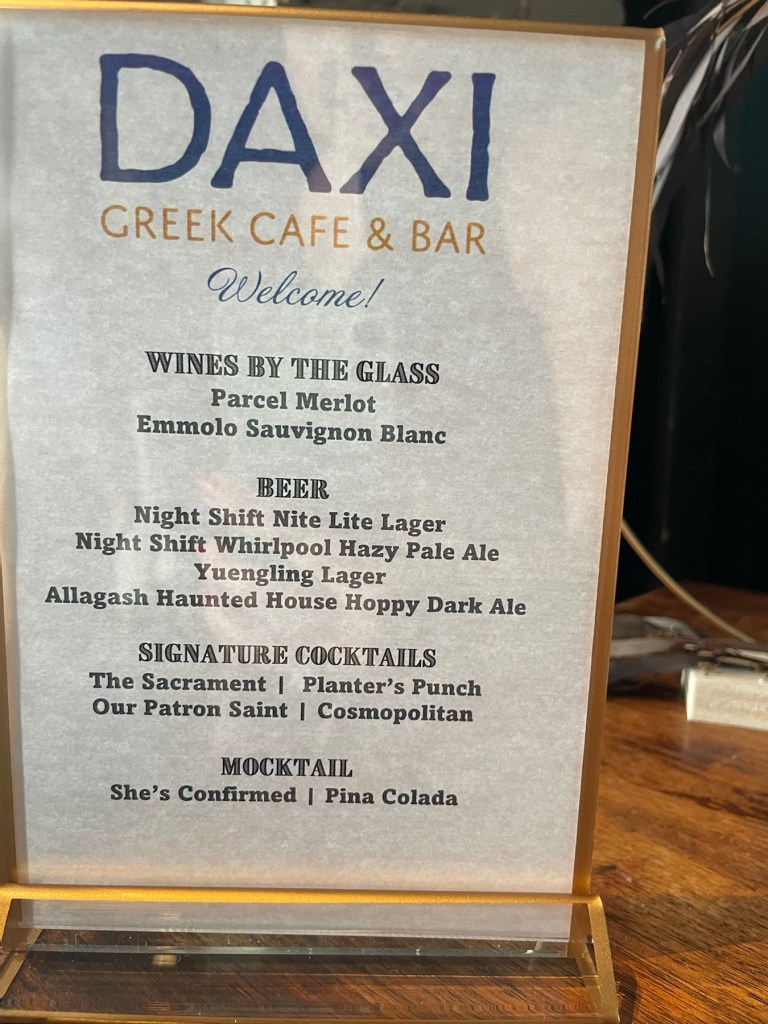 DAXI
GREEK CAFE & BAR
Welcome!
WINES BY THE GLASS
Parcel Merlot
Emmolo Sauvignon Blanc
BEER
Night Shift Nite Lite Lager
Night Shift Whirlpool Hazy Pale Ale
Yuengling Lager
Allagash Haunted House Hoppy Dark Ale
SIGNATURE COCKTAILS
The Sacrament | Planter's Punch
Our Patron Saint | Cosmopolitan
MOCKTAIL
She's Confirmed | Pina Colada